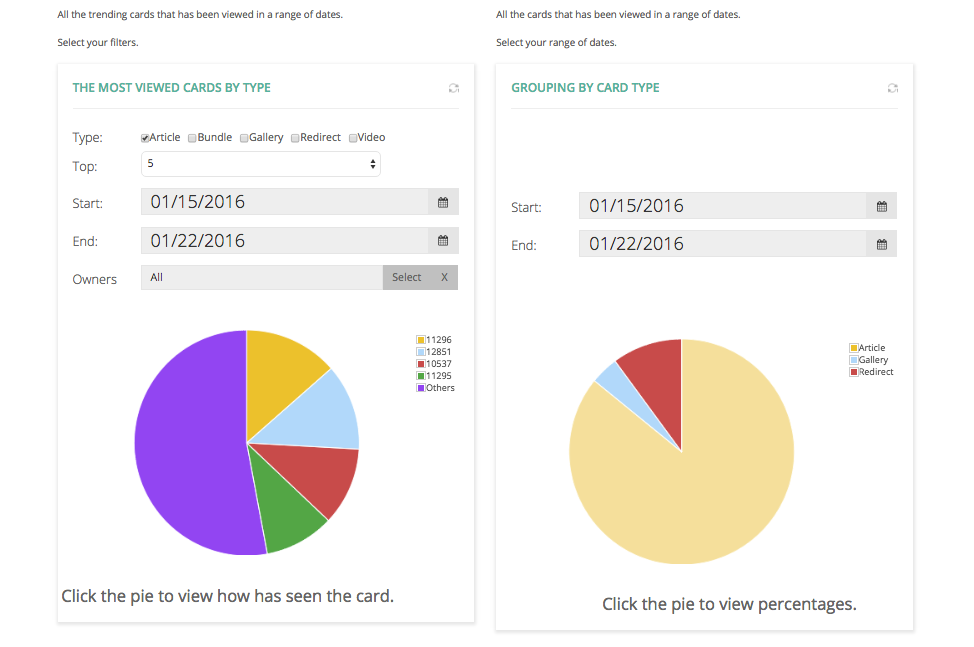 All the trending cards that has been viewed in a range of dates.
Select your filters.
THE MOST VIEWED CARDS BY TYPE
Type: Article Bundle Gallery Redirect Video
Top: 5
Start: 01/15/2016
End: 01/22/2016
Owners All Select X
11296
12851
10537
11295
Others
Click the pie to view how has seen the card.
All the cards that has been viewed in a range of dates.
Select your range of dates.
GROUPING BY CARD TYPE
Start: 01/15/2016
End: 01/22/2016
Article
Gallery
Redirect
Click the pie to view percentages.